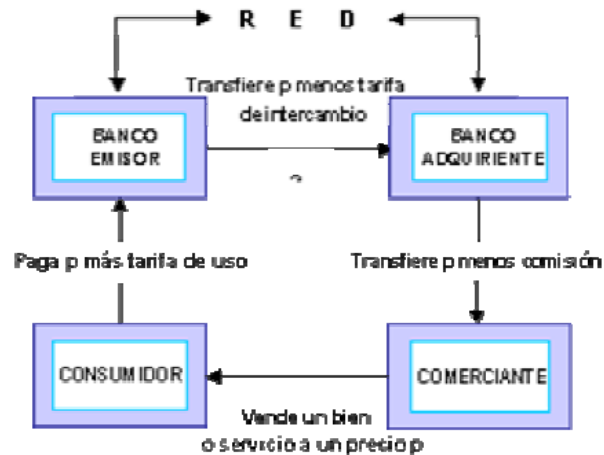 R E D
Transfiere p menos tarifa
de intercambio
BANCO
EMISOR
BANCO
ADQUIRIENTE
Paga p más tarifa de uso
Transfiere p menos comisión
CONSUMIDOR
COMERCIANTE
Vende un bien
o servicio a un precio p